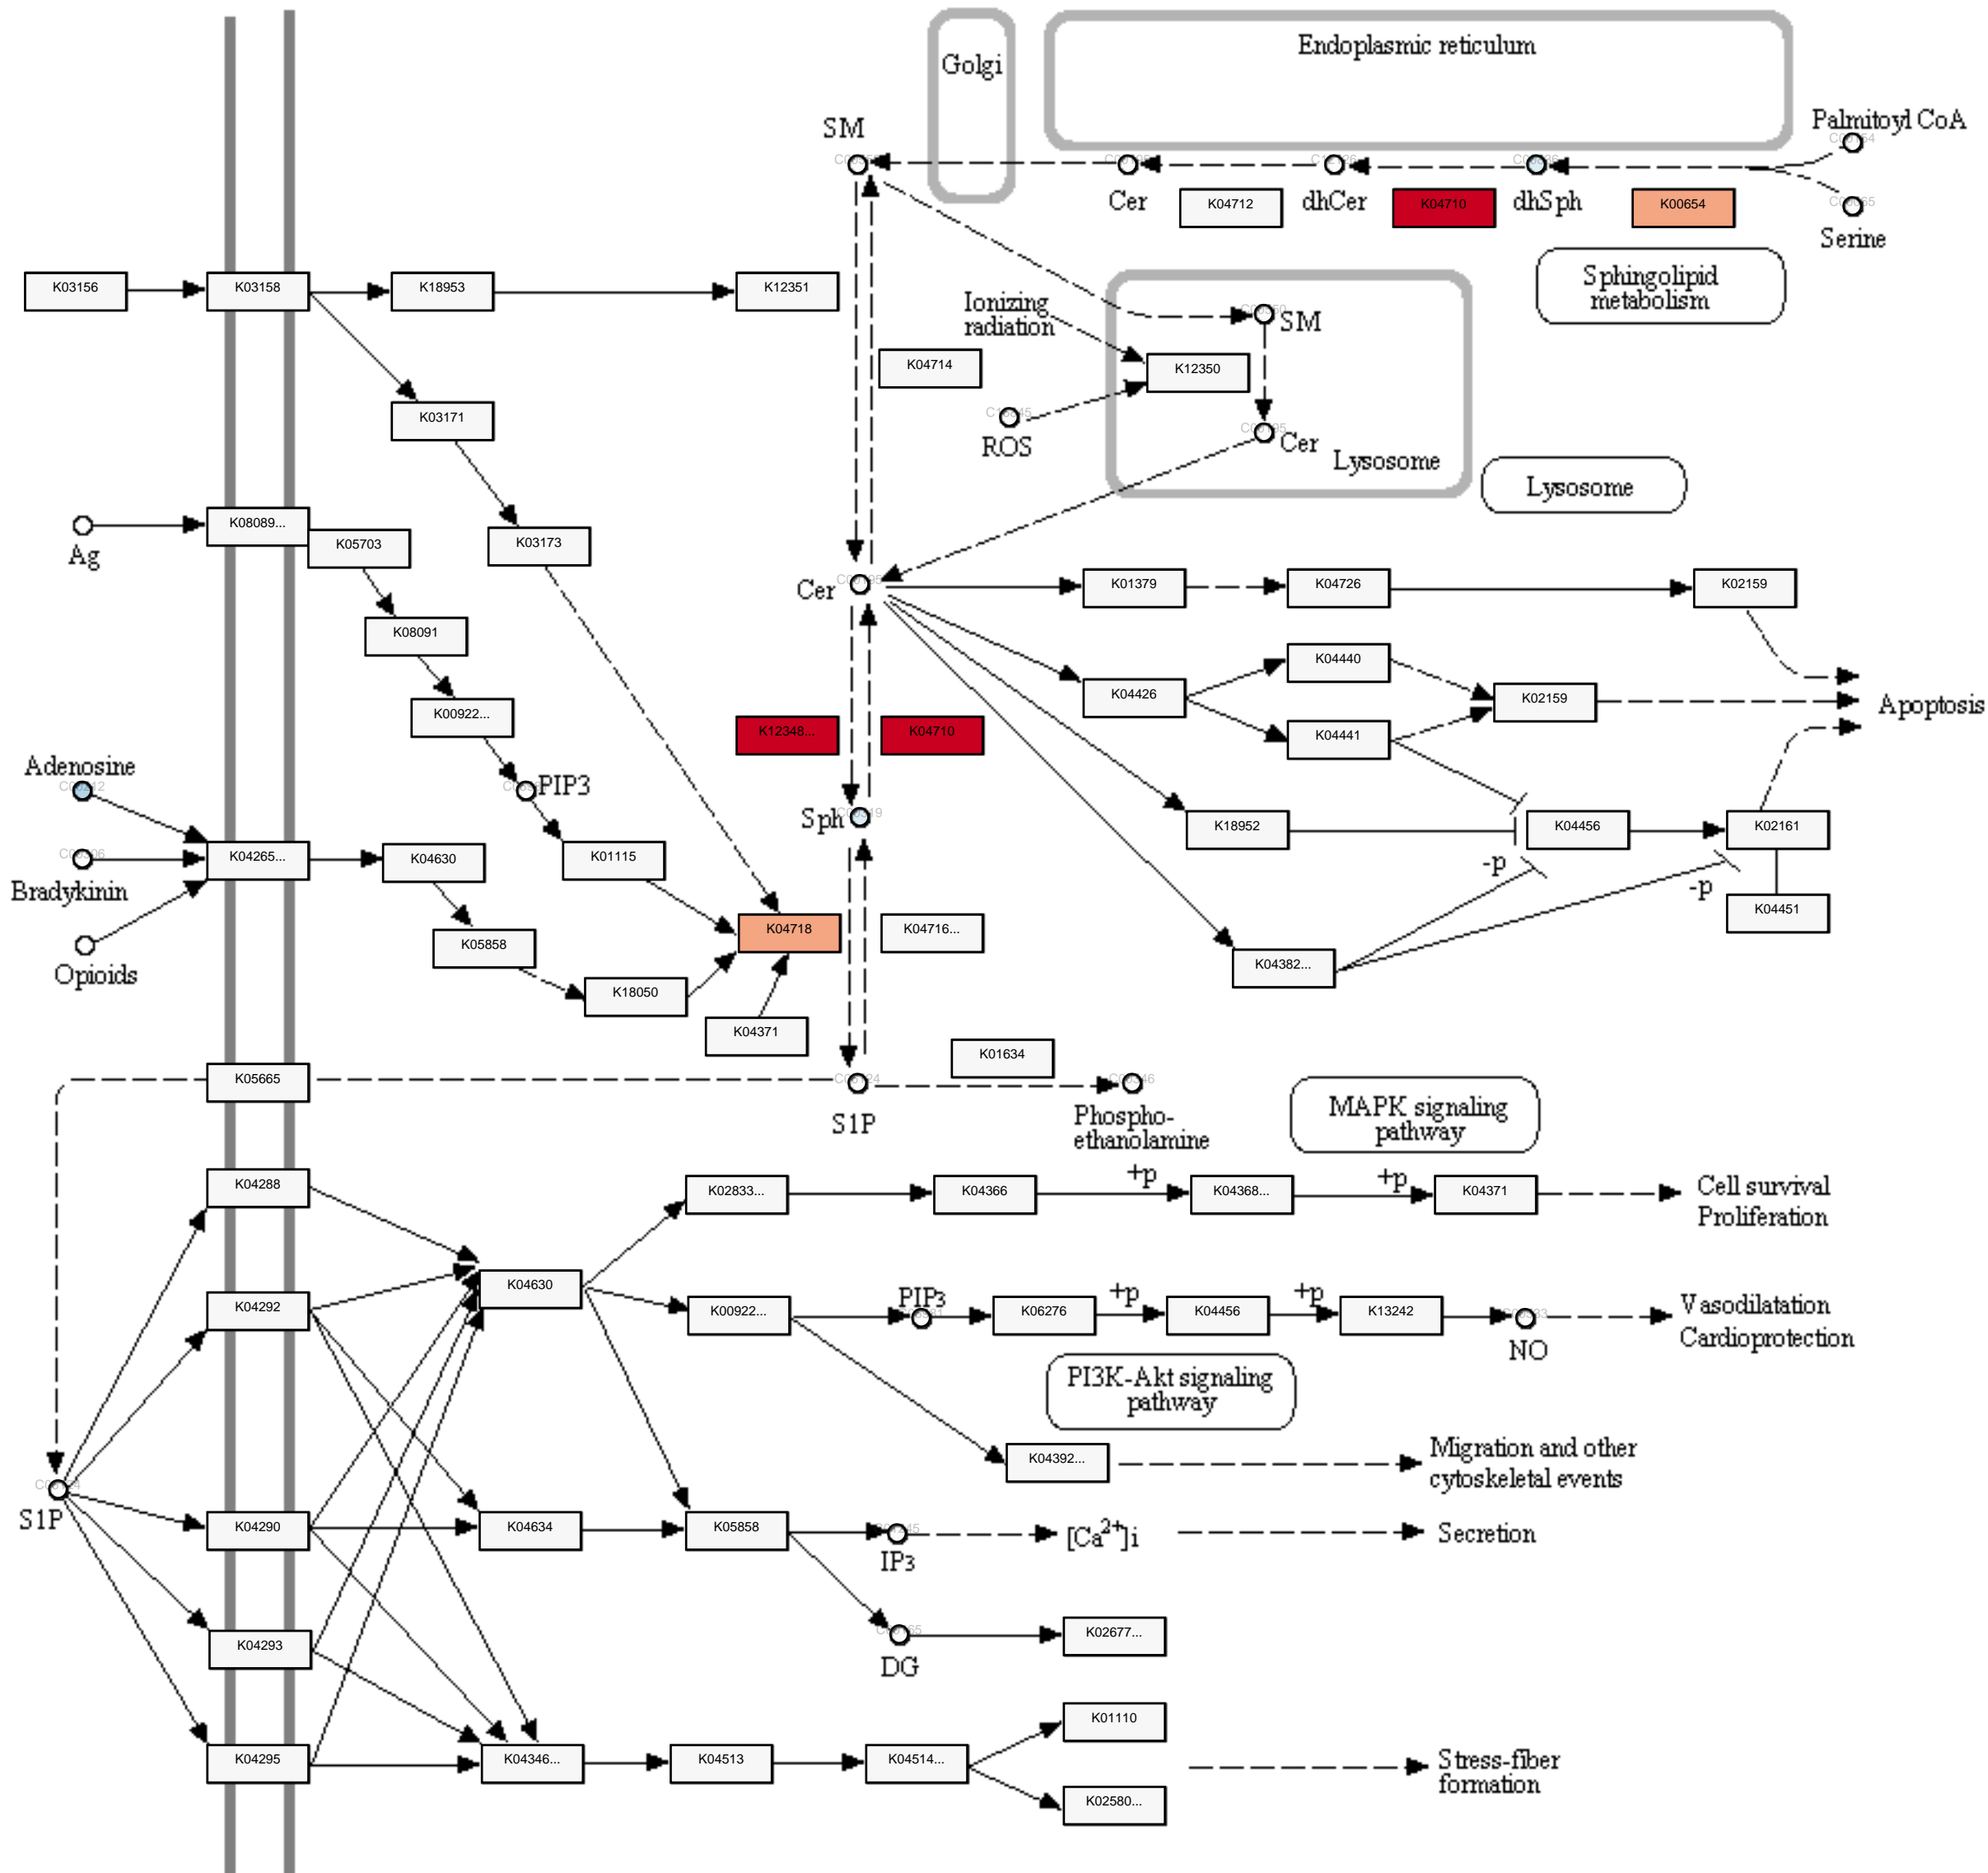 Golgi
Endoplasmic reticulum
SM
Palmitoyl CoA
Cer
K04712
dhCer
K04710
dhSph
K00654
Serine
Sphingolipid
metabolism
K03156
K03158
K18953
K12351
Ionizing
radiation
SM
K04714
K12350
K03171
ROS
Cer
Lysosome
Lysosome
Ag
K08089...
K05703
K03173
Cer
K01379
K04726
K02159
K08091
K04440
K04426
K02159
Apoptosis
K00922...
K12348...
K04710
K04441
Adenosine
PIP3
Sph
K18952
K04456
K02161
K04265...
K04630
K01115
-p
-p
Bradykinin
K04718
K04716...
K04451
Opioids
K05858
K04382...
K18050
K04371
K01634
K05665
S1P
Phospho-
ethanolamine
MAPK signaling
pathway
K04288
K02833...
K04366
+p
K04368...
+p
K04371
Cell survival
Proliferation
K04630
K04292
K00922...
PIP3
K06276
+p
K04456
+p
K13242
NO
Vasodilatation
Cardioprotection
PI3K-Akt signaling
pathway
K04392...
Migration and other
cytoskeletal events
S1P
K04290
K04634
K05858
IP3
[Ca2+]i
Secretion
K04293
DG
K02677...
K01110
K04295
K04346...
K04513
K04514...
Stress-fiber
formation
K02580...